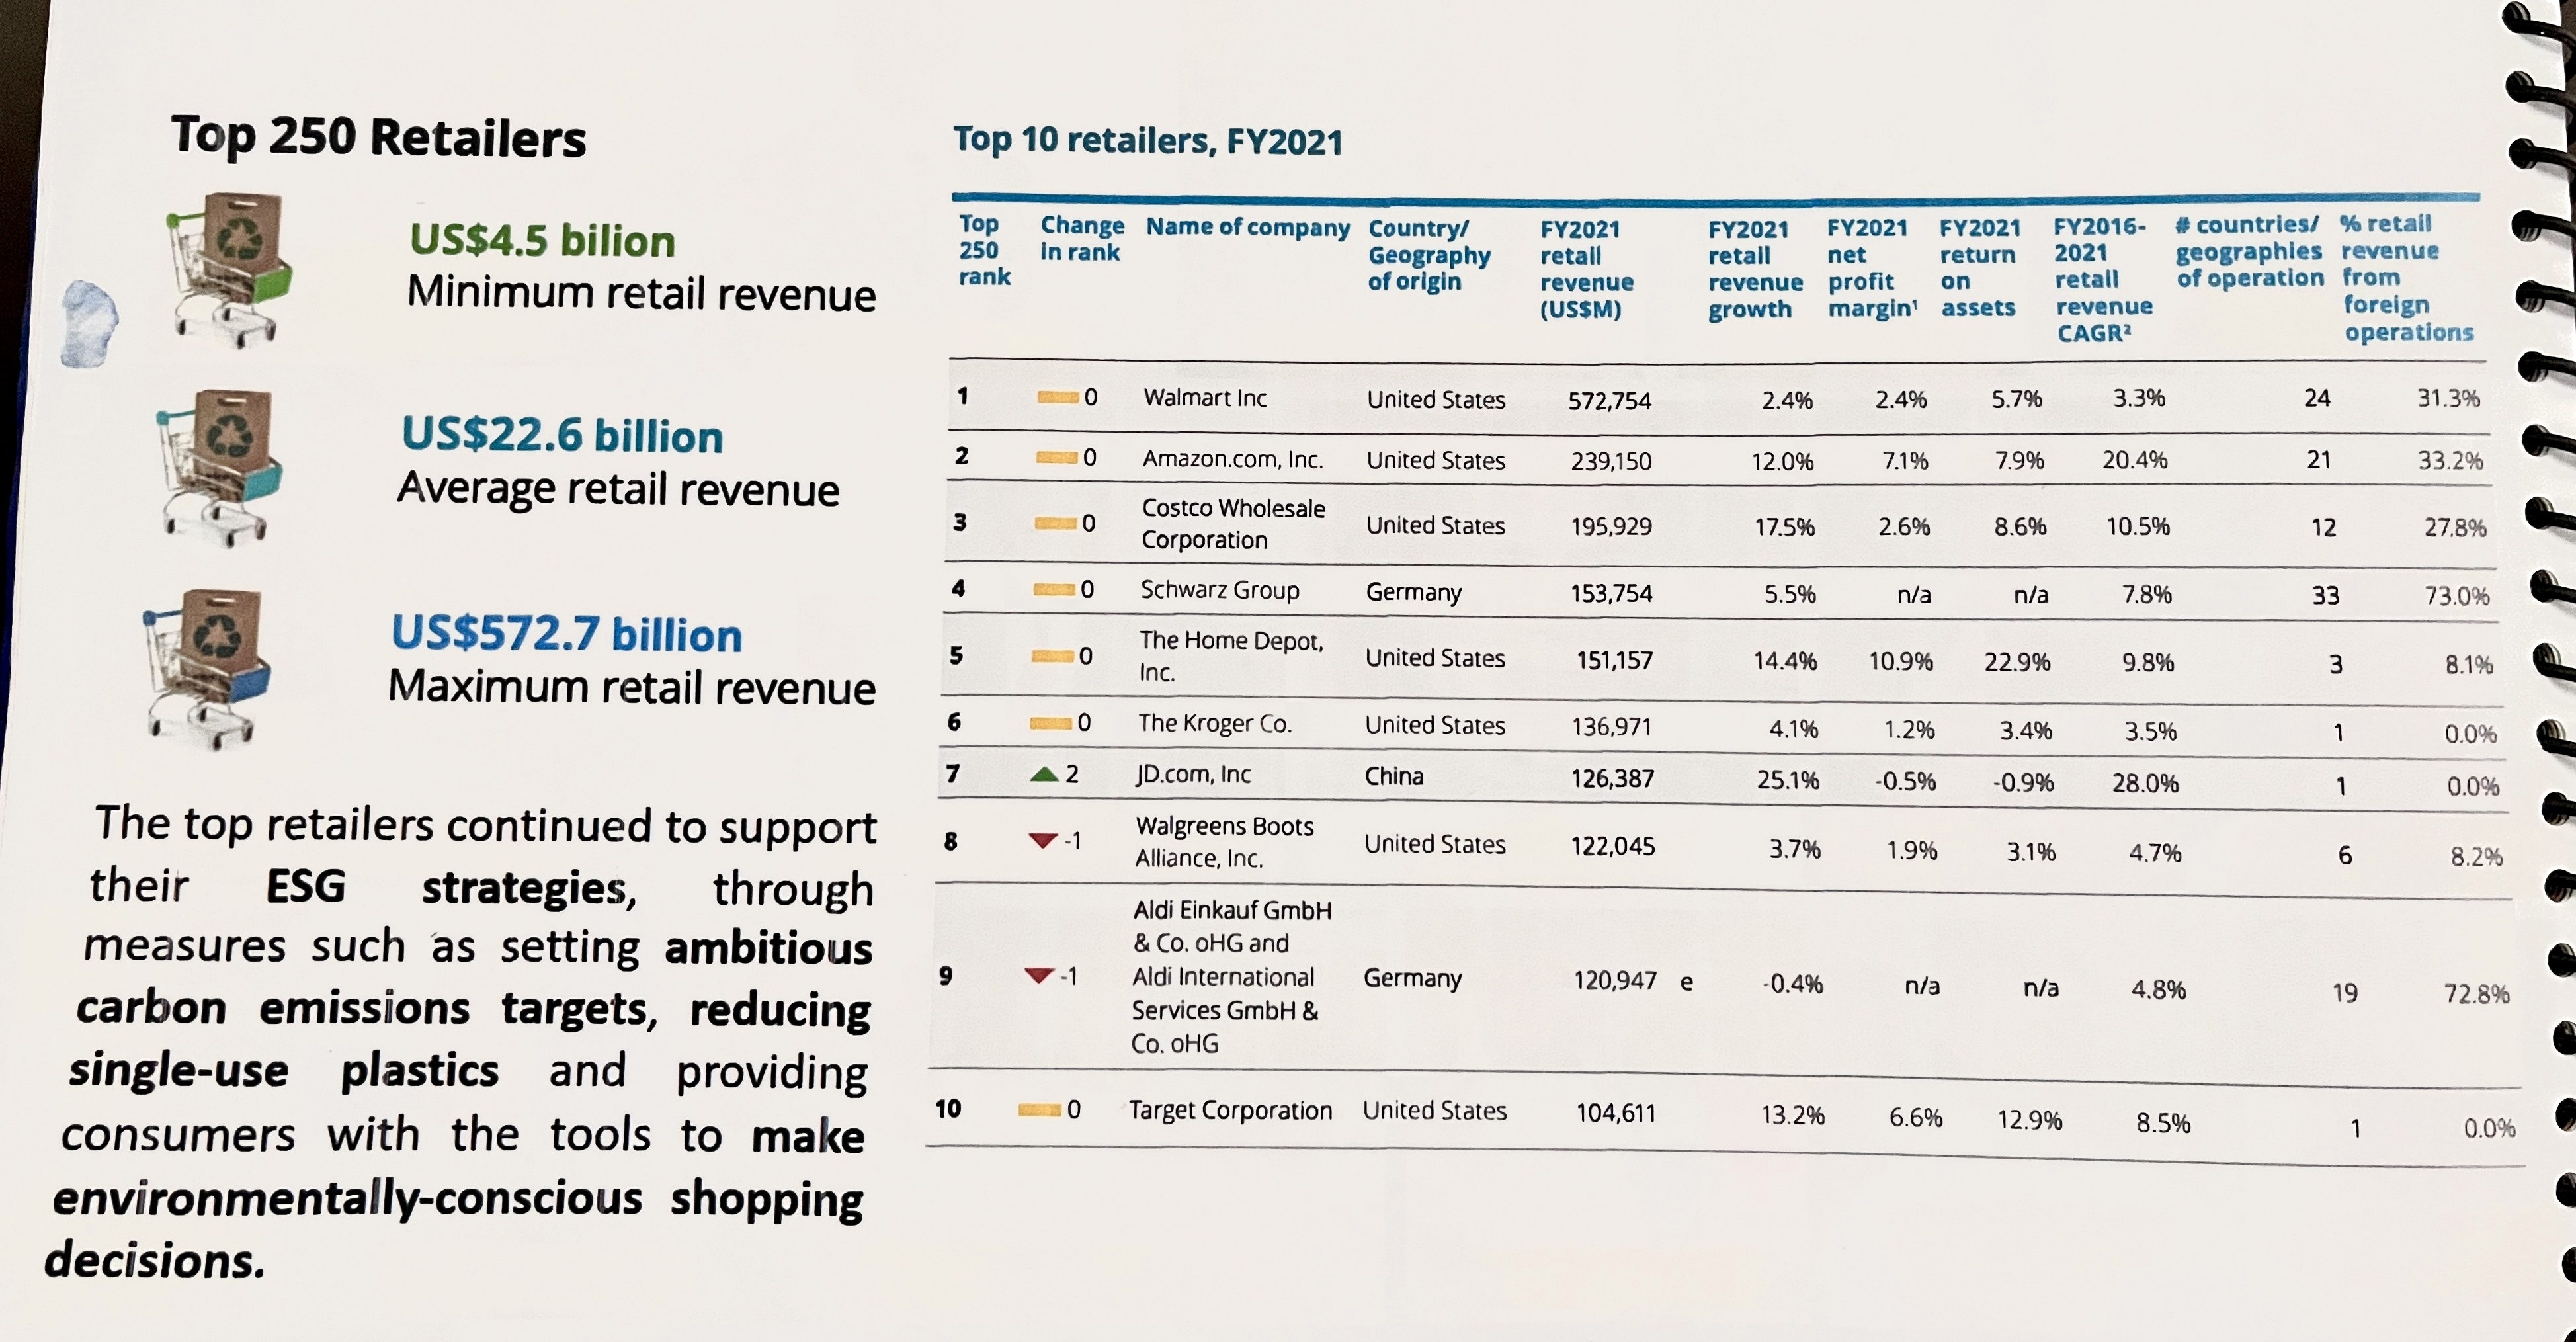 Top 250 Retailers
US$4.5 bilion
Minimum retail revenue
US$22.6 billion
Average retail revenue
US$572.7 billion
Maximum retail revenue
The top retailers continued to support
their ESG strategies, through
measures such as setting ambitious
carbon emissions targets, reducing
single-use plastics and providing
consumers with the tools to make
environmentally-conscious shopping
decisions.
Top 10 retailers, FY2021
Top 250 rank | Change in rank | Name of company | Country/ Geography of origin | FY2021 retail revenue (US$M) | FY2021 retail revenue growth | FY2021 net profit margin¹ | FY2021 return on assets | FY2016-2021 retail revenue CAGR² | # countries/ geographies of operation | % retail revenue from foreign operations
1 0 Walmart Inc United States 572,754 2.4% 2.4% 5.7% 3.3% 24 31.3%
2 0 Amazon.com, Inc. United States 239,150 12.0% 7.1% 7.9% 20.4% 21 33.2%
3 0 Costco Wholesale Corporation United States 195,929 17.5% 2.6% 8.6% 10.5% 12 27.8%
4 0 Schwarz Group Germany 153,754 5.5% n/a n/a 7.8% 33 73.0%
5 0 The Home Depot, Inc. United States 151,157 14.4% 10.9% 22.9% 9.8% 3 8.1%
6 0 The Kroger Co. United States 136,971 4.1% 1.2% 3.4% 3.5% 1 0.0%
7 2 JD.com, Inc China 126,387 25.1% -0.5% -0.9% 28.0% 1 0.0%
8 -1 Walgreens Boots Alliance, Inc. United States 122,045 3.7% 1.9% 3.1% 4.7% 6 8.2%
9 -1 Aldi Einkauf GmbH & Co. oHG and Aldi International Services GmbH & Co. oHG Germany 120,947 e -0.4% n/a n/a 4.8% 19 72.8%
10 0 Target Corporation United States 104,611 13.2% 6.6% 12.9% 8.5% 1 0.0%